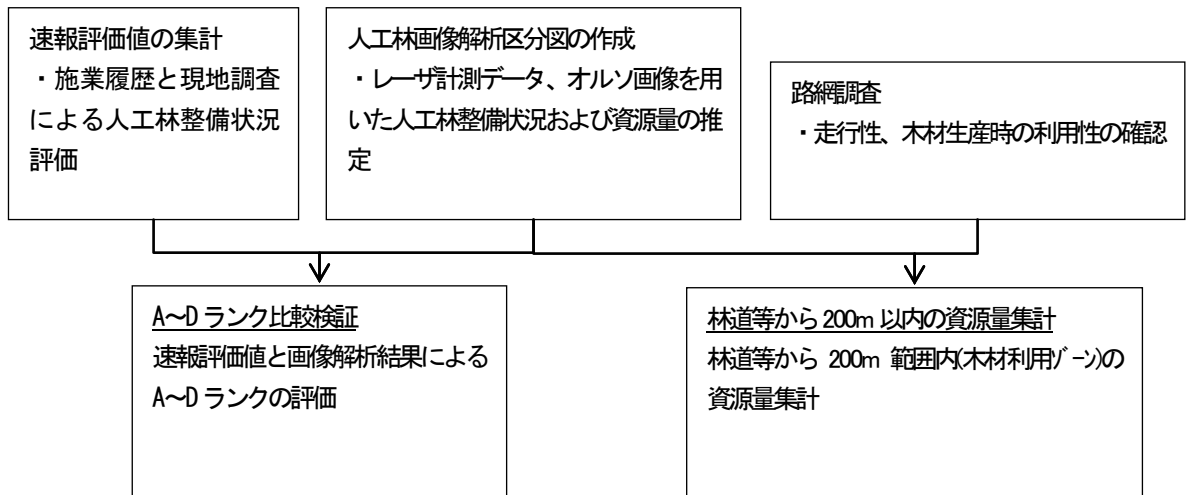 速報評価値の集計
・施業履歴と現地調査
による人工林整備状況
評価
人工林画像解析区分図の作成
・レーザ計測データ、オルソ画像を用
いた人工林整備状況および資源量の推
定
路網調査
・走行性、木材生産時の利用性の確認
A~D ランク比較検証
速報評価値と画像解析結果による
A~D ランクの評価
林道等から 200m 以内の資源量集計
林道等から 200m 範囲内(木材利用ｿﾞｰﾝ)の
資源量集計